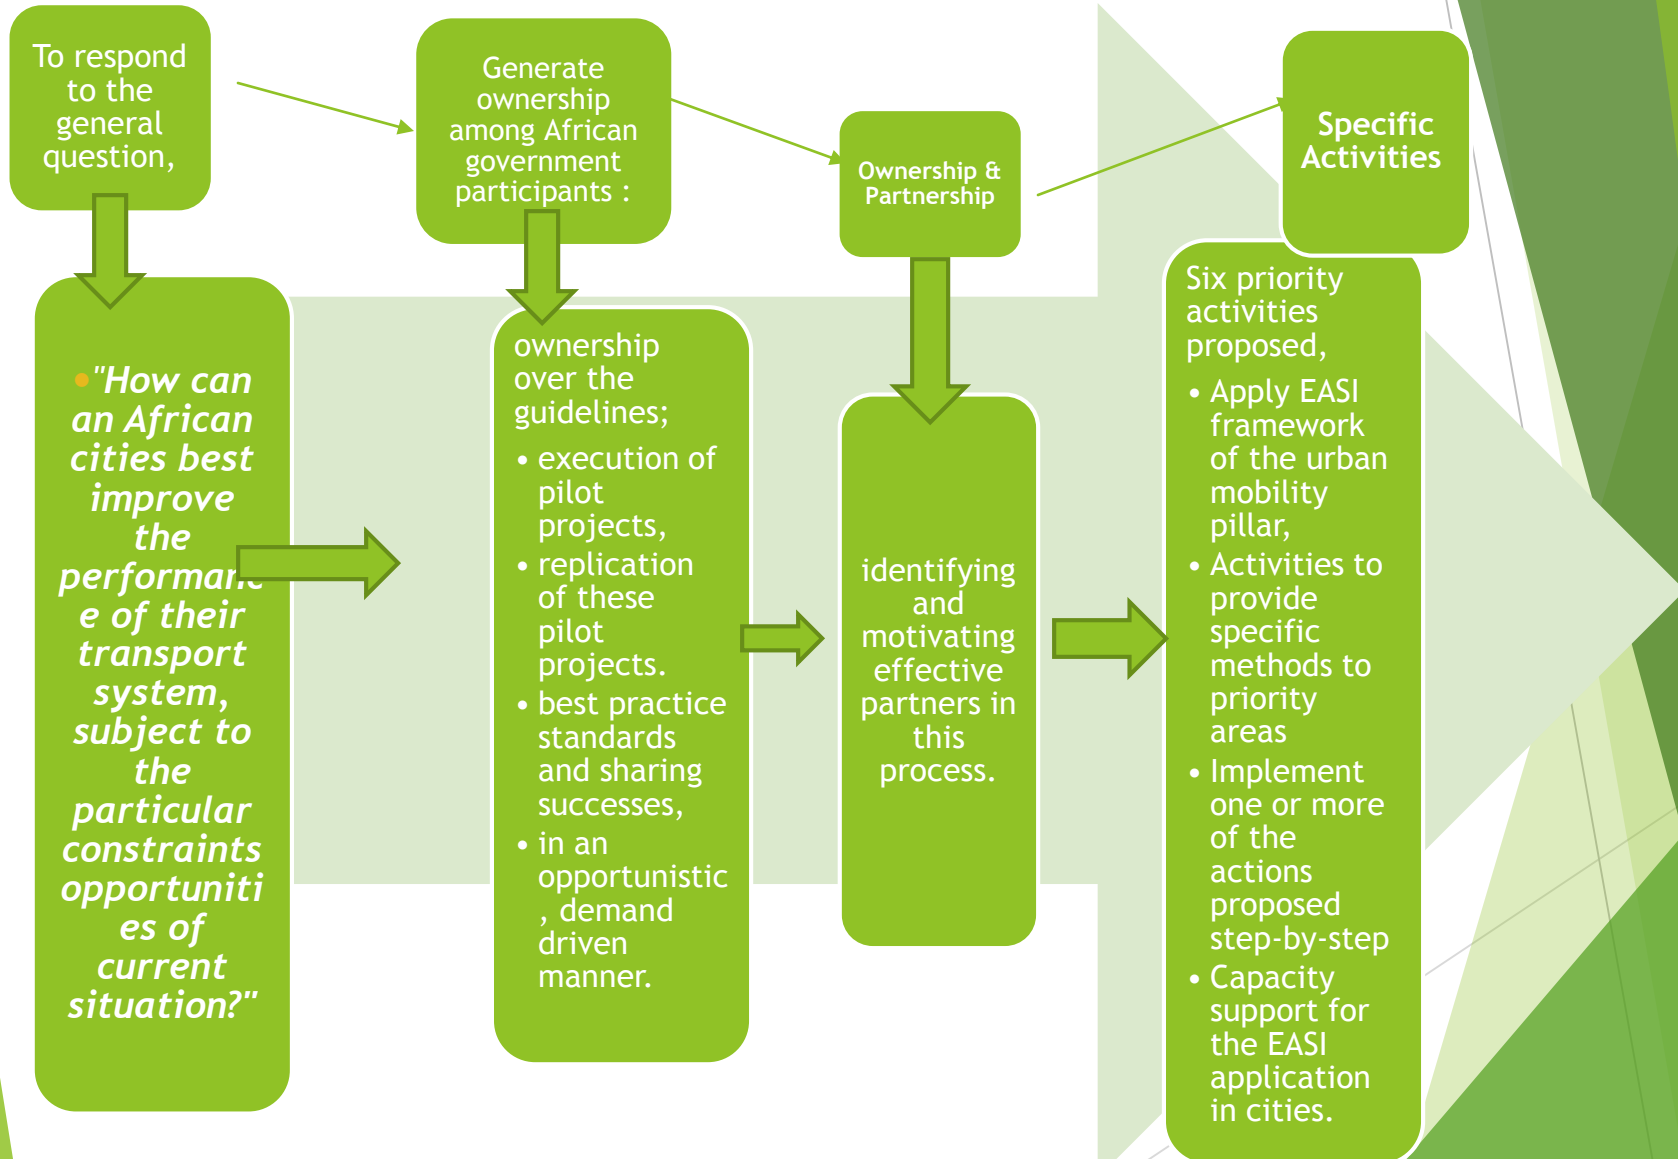 To respond
to the
general
question,
•"How can
an African
cities best
improve
the
performanc
e of their
transport
system,
subject to
the
particular
constraints
opportuniti
es of
current
situation?"
Generate
ownership
among African
government
participants :
ownership
over the
guidelines;
• execution of
pilot
projects,
• replication
of these
pilot
projects.
• best practice
standards
and sharing
successes,
• in an
opportunistic
, demand
driven
manner.
Ownership &
Partnership
identifying
and
motivating
effective
partners in
this
process.
Specific
Activities
Six priority
activities
proposed,
• Apply EASI
framework
of the urban
mobility
pillar,
• Activities to
provide
specific
methods to
priority
areas
• Implement
one or more
of the
actions
proposed
step-by-step
• Capacity
support for
the EASI
application
in cities.